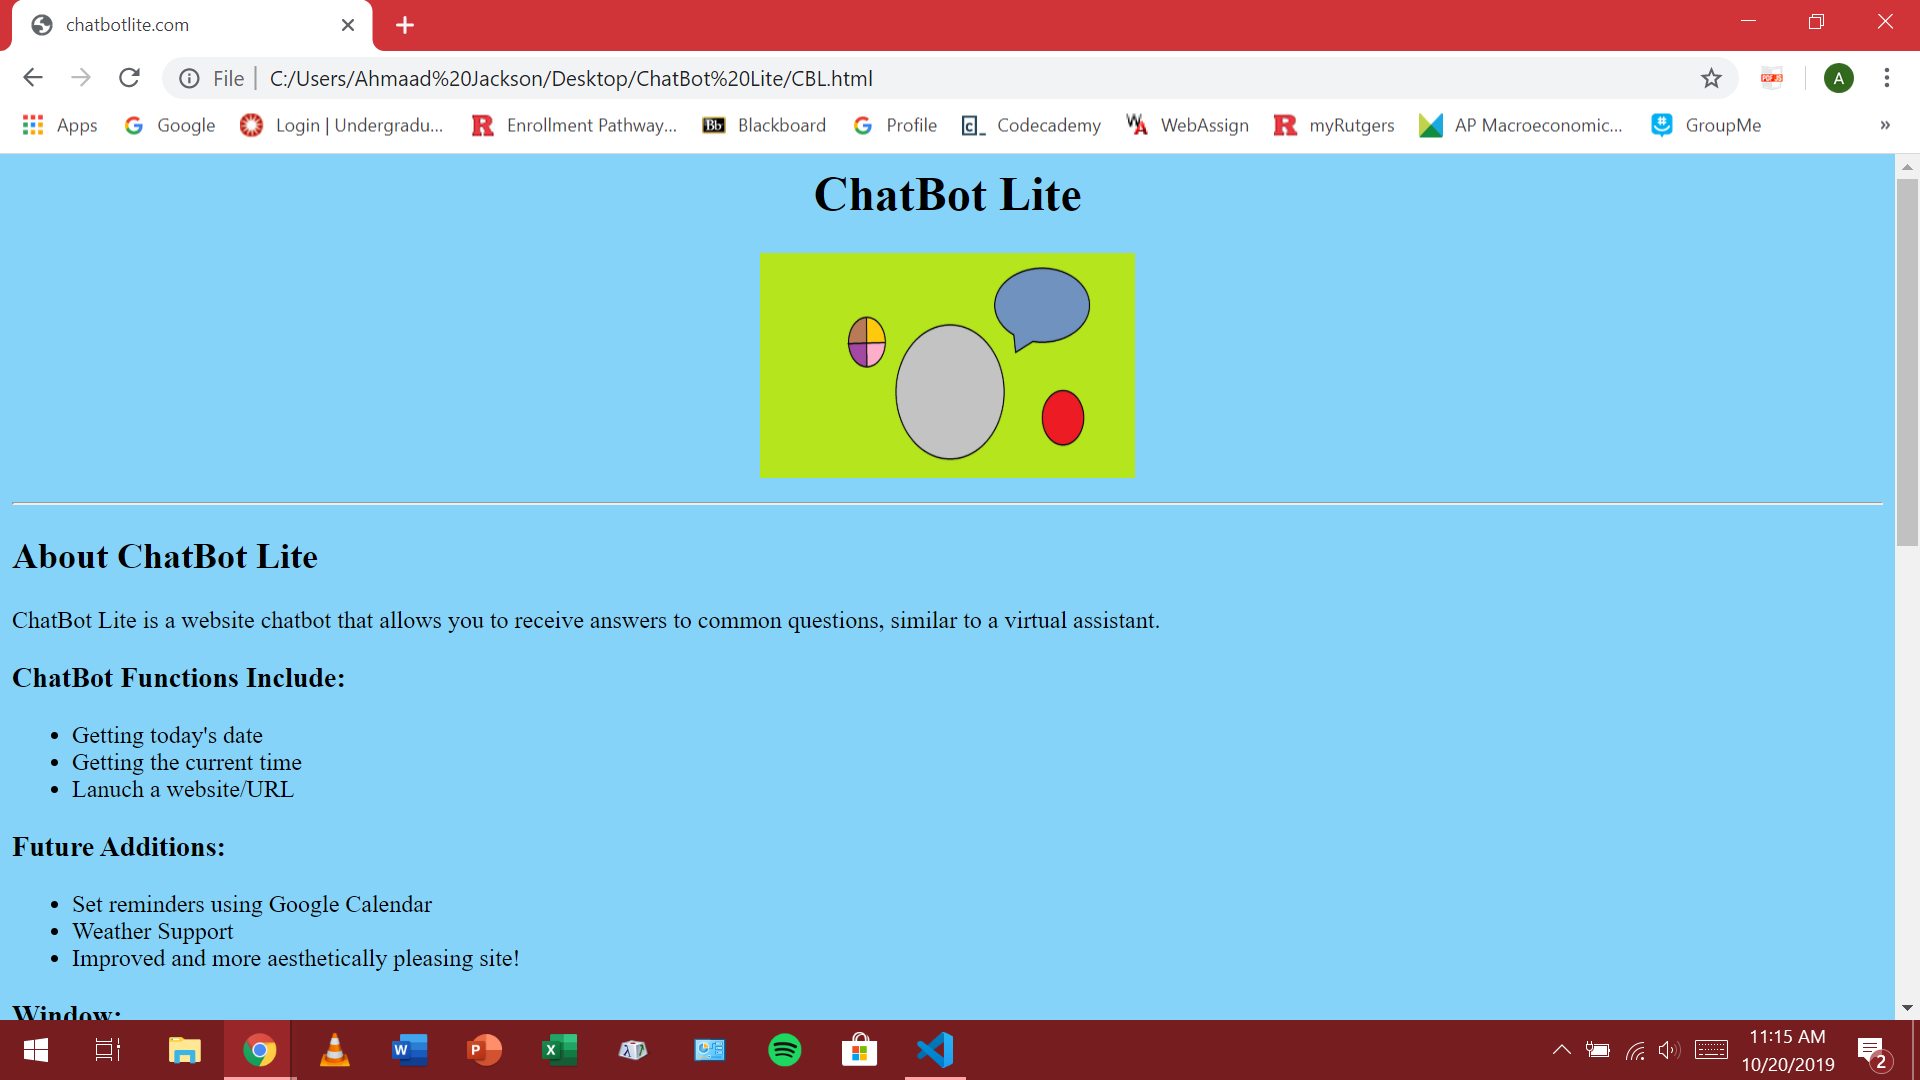 chatbotlite.com
File | C:/Users/Ahmaad%20Jackson/Desktop/ChatBot%20Lite/CBL.html
PDF JS
A
Apps Google Login | Undergradu... Enrollment Pathway... Bb Blackboard Profile Codecademy WebAssign myRutgers AP Macroeconomic... GroupMe »
ChatBot Lite
About ChatBot Lite
ChatBot Lite is a website chatbot that allows you to receive answers to common questions, similar to a virtual assistant.
ChatBot Functions Include:
• Getting today's date
• Getting the current time
• Lanuch a website/URL
Future Additions:
• Set reminders using Google Calendar
• Weather Support
• Improved and more aesthetically pleasing site!
Window:
11:15 AM
10/20/2019
2